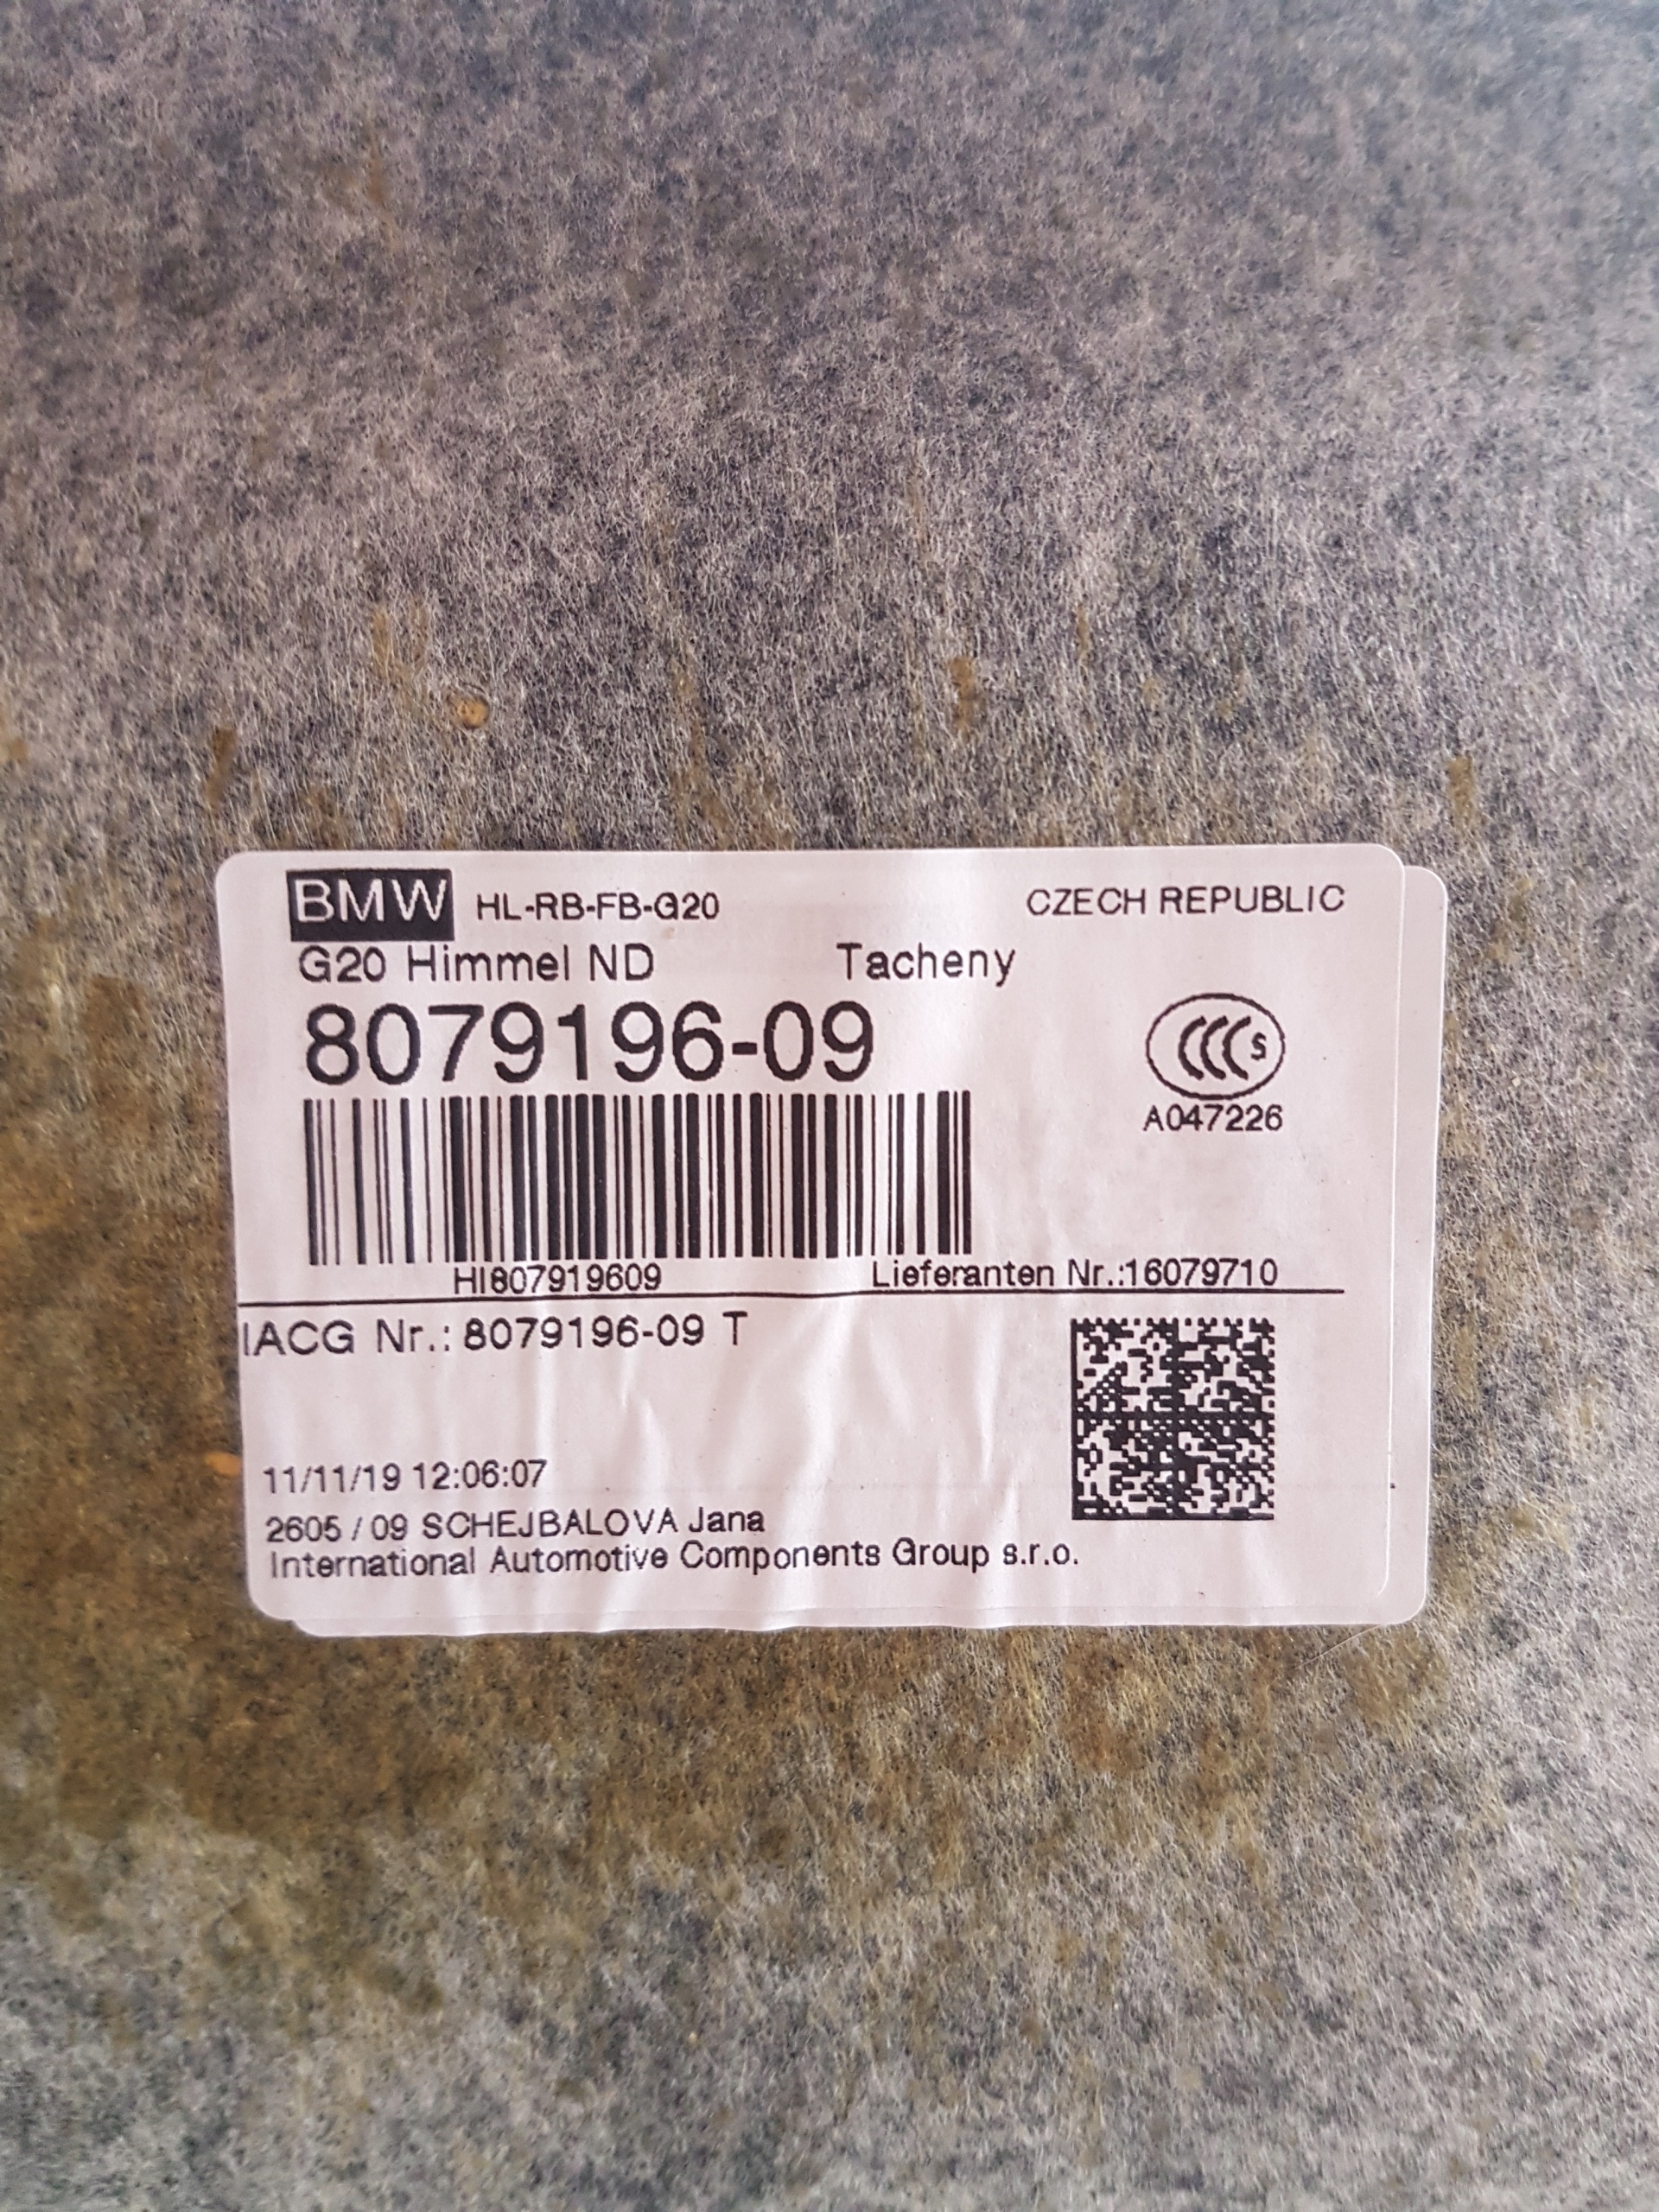 BMW HL-RB-FB-G20 CZECH REPUBLIC
G20 Himmel ND Tacheny
8079196-09
CCC S
A047226
HI807919609 Lieferanten Nr.:16079710
IACG Nr.: 8079196-09 T
11/11/19 12:06:07
2605 / 09 SCHEJBALOVA Jana
International Automotive Components Group s.r.o.